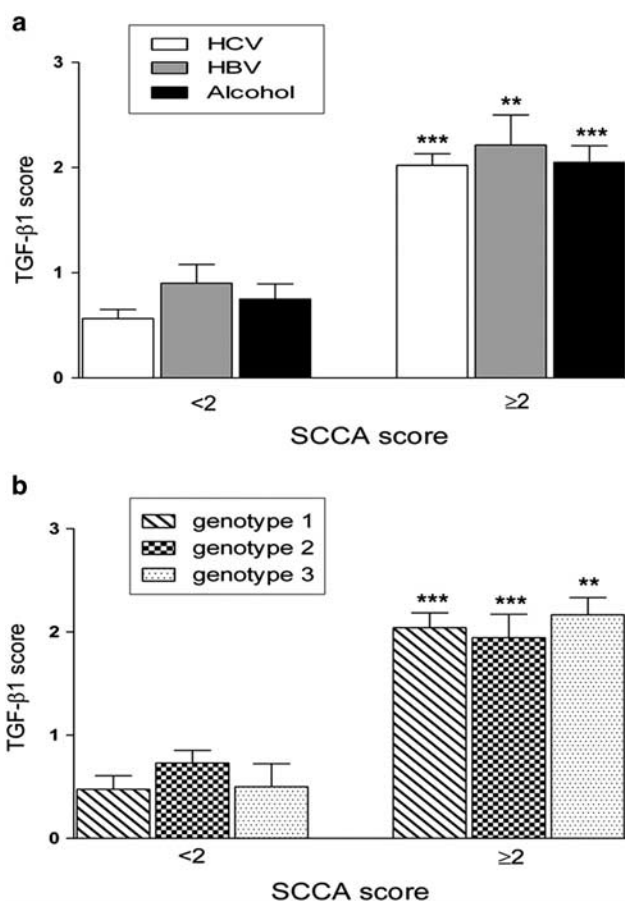 a
HCV
HBV
Alcohol
TGF-β1 score
3
2
1
0
*** ** ***
<2 ≥2
SCCA score
b
genotype 1
genotype 2
genotype 3
TGF-β1 score
3
2
1
0
*** *** **
<2 ≥2
SCCA score